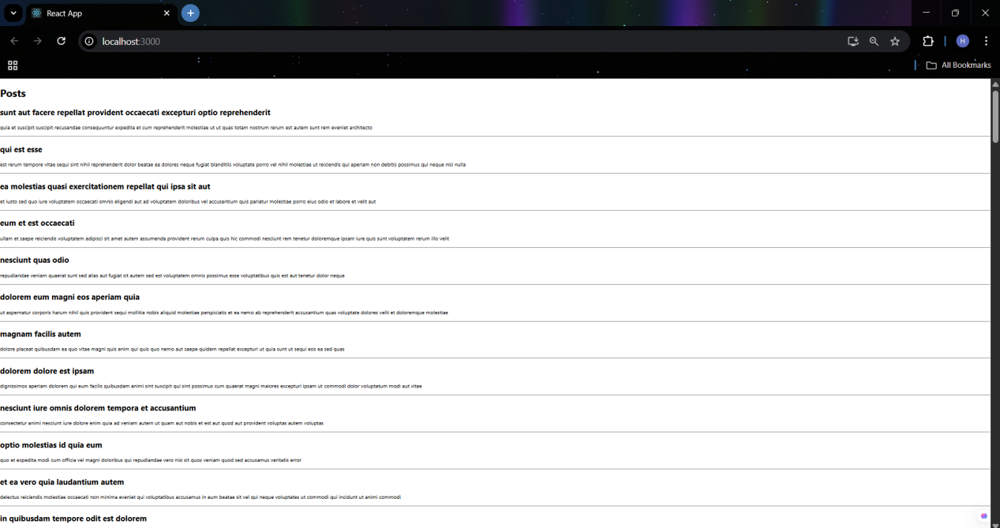 React App
localhost:3000
H
All Bookmarks
Posts
sunt aut facere repellat provident occaecati excepturi optio reprehenderit
quia et suscipit suscipit recusandae consequuntur expedita et cum reprehenderit molestiae ut ut quas totam nostrum rerum est autem sunt rem eveniet architecto
qui est esse
est rerum tempore vitae sequi sint nihil reprehenderit dolor beatae ea dolores neque fugiat blanditiis voluptate porro vel nihil molestiae ut reiciendis qui aperiam non debitis possimus qui neque nisi nulla
ea molestias quasi exercitationem repellat qui ipsa sit aut
et iusto sed quo iure voluptatem occaecati omnis eligendi aut ad voluptatem doloribus vel accusantium quis pariatur molestiae porro eius odio et labore et velit aut
eum et est occaecati
ullam et saepe reiciendis voluptatem adipisci sit amet autem assumenda provident rerum culpa quis hic commodi nesciunt rem tenetur doloremque ipsam iure quis sunt voluptatem rerum illo velit
nesciunt quas odio
repudiandae veniam quaerat sunt sed alias aut fugiat sit autem sed est voluptatem omnis possimus esse voluptatibus quis est aut tenetur dolor neque
dolorem eum magni eos aperiam quia
ut aspernatur corporis harum nihil quis provident sequi mollitia nobis aliquid molestiae perspiciatis et ea nemo ab reprehenderit accusantium quas voluptate dolores velit et doloremque molestiae
magnam facilis autem
dolore placeat quibusdam ea quo vitae magni quis enim qui quis quo nemo aut saepe quidem repellat excepturi ut quia sunt ut sequi eos ea sed quas
dolorem dolore est ipsam
dignissimos aperiam dolorem qui eum facilis quibusdam animi sint suscipit qui sint possimus cum quaerat magni maiores excepturi ipsam ut commodi dolor voluptatum modi aut vitae
nesciunt iure omnis dolorem tempora et accusantium
consectetur animi nesciunt iure dolore enim quia ad veniam autem ut quam aut nobis et est aut quod aut provident voluptas autem voluptas
optio molestias id quia eum
quo et expedita modi cum officia vel magni doloribus qui repudiandae vero nisi sit quos veniam quod sed accusamus veritatis error
et ea vero quia laudantium autem
delectus reiciendis molestiae occaecati non minima eveniet qui voluptatibus accusamus in eum beatae sit vel qui neque voluptates ut commodi qui incidunt ut animi commodi
in quibusdam tempore odit est dolorem